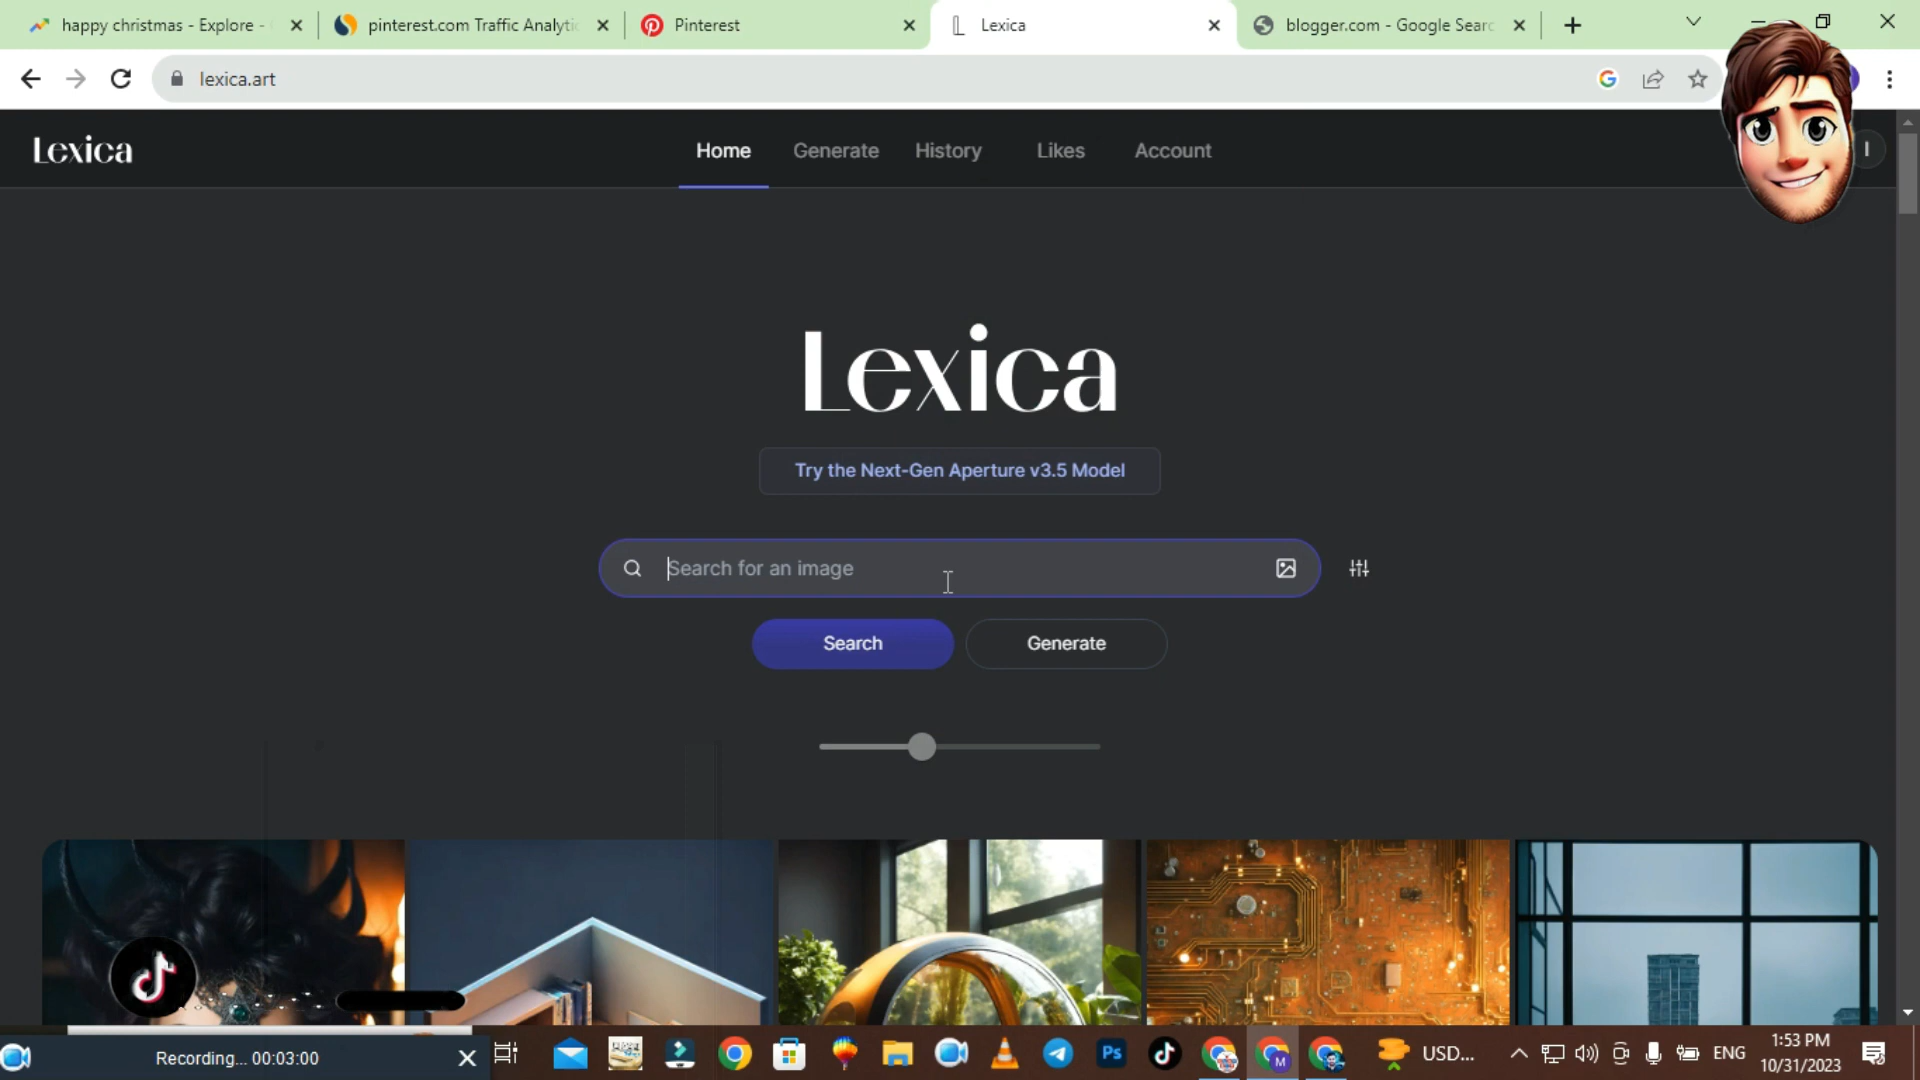 happy christmas - Explore -
pinterest.com Traffic Analytic
Pinterest
Lexica
blogger.com - Google Searc
lexica.art
Lexica
Home
Generate
History
Likes
Account
I
Lexica
Try the Next-Gen Aperture v3.5 Model
Search for an image
Search
Generate
Recording... 00:03:00
Ps
M
USD...
ENG
1:53 PM
10/31/2023